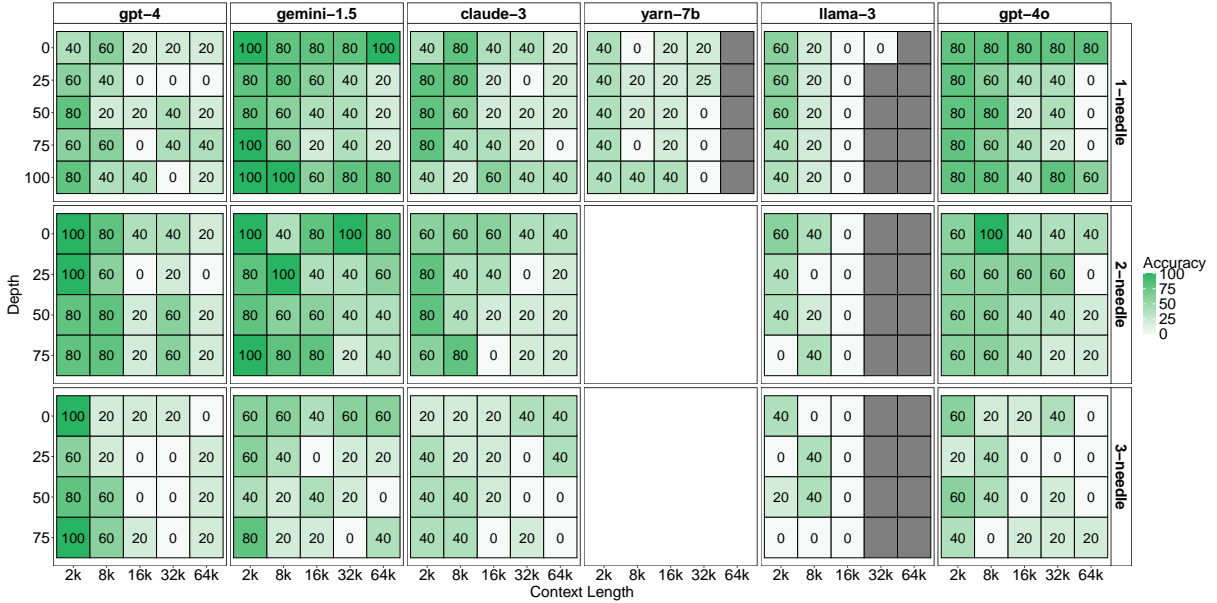 gpt−4 gemini−1.5 claude−3 yarn−7b llama−3 gpt−4o
0 40 60 20 20 20 100 80 80 80 100 40 80 40 40 20 40 0 20 20 60 20 0 0 80 80 80 80 80
25 60 40 0 0 0 80 80 60 40 20 80 80 20 0 20 40 20 20 25 60 20 0 80 60 40 40 0
50 80 20 20 40 20 80 60 40 40 20 80 60 60 20 20 40 20 20 0 60 20 0 80 80 20 40 0
75 60 60 0 40 40 100 60 20 40 20 80 40 40 20 0 40 0 20 0 40 20 0 80 60 40 20 0
100 80 40 40 0 20 100 100 60 80 80 40 20 60 40 40 40 40 40 0 40 20 0 80 80 40 80 60
1−needle
0 100 80 40 40 20 100 40 80 100 80 60 60 60 40 40 60 40 0 60 100 40 40 40
25 100 60 0 20 0 80 100 40 40 60 80 40 40 0 20 40 0 0 60 60 60 60 0
50 80 80 20 60 20 80 80 60 40 40 80 40 20 20 20 40 20 0 60 60 40 20 20
75 80 80 20 60 20 100 80 80 20 40 60 80 0 20 20 0 40 0 60 60 40 40 20
2−needle
0 100 20 20 20 0 60 60 40 60 60 20 20 20 40 40 40 0 0 60 20 20 40 0
25 60 20 0 0 20 60 40 0 20 20 40 20 20 0 40 0 40 0 20 40 0 0 0
50 80 60 0 0 20 40 20 40 20 0 40 40 20 0 0 20 40 0 60 40 0 20 0
75 100 60 20 0 20 80 20 20 0 40 40 40 0 20 0 0 0 0 40 0 20 20 20
3−needle
2k 8k 16k 32k 64k 2k 8k 16k 32k 64k 2k 8k 16k 32k 64k 2k 8k 16k 32k 64k 2k 8k 16k 32k 64k 2k 8k 16k 32k 64k
Context Length
Depth
Accuracy
100
75
50
25
0